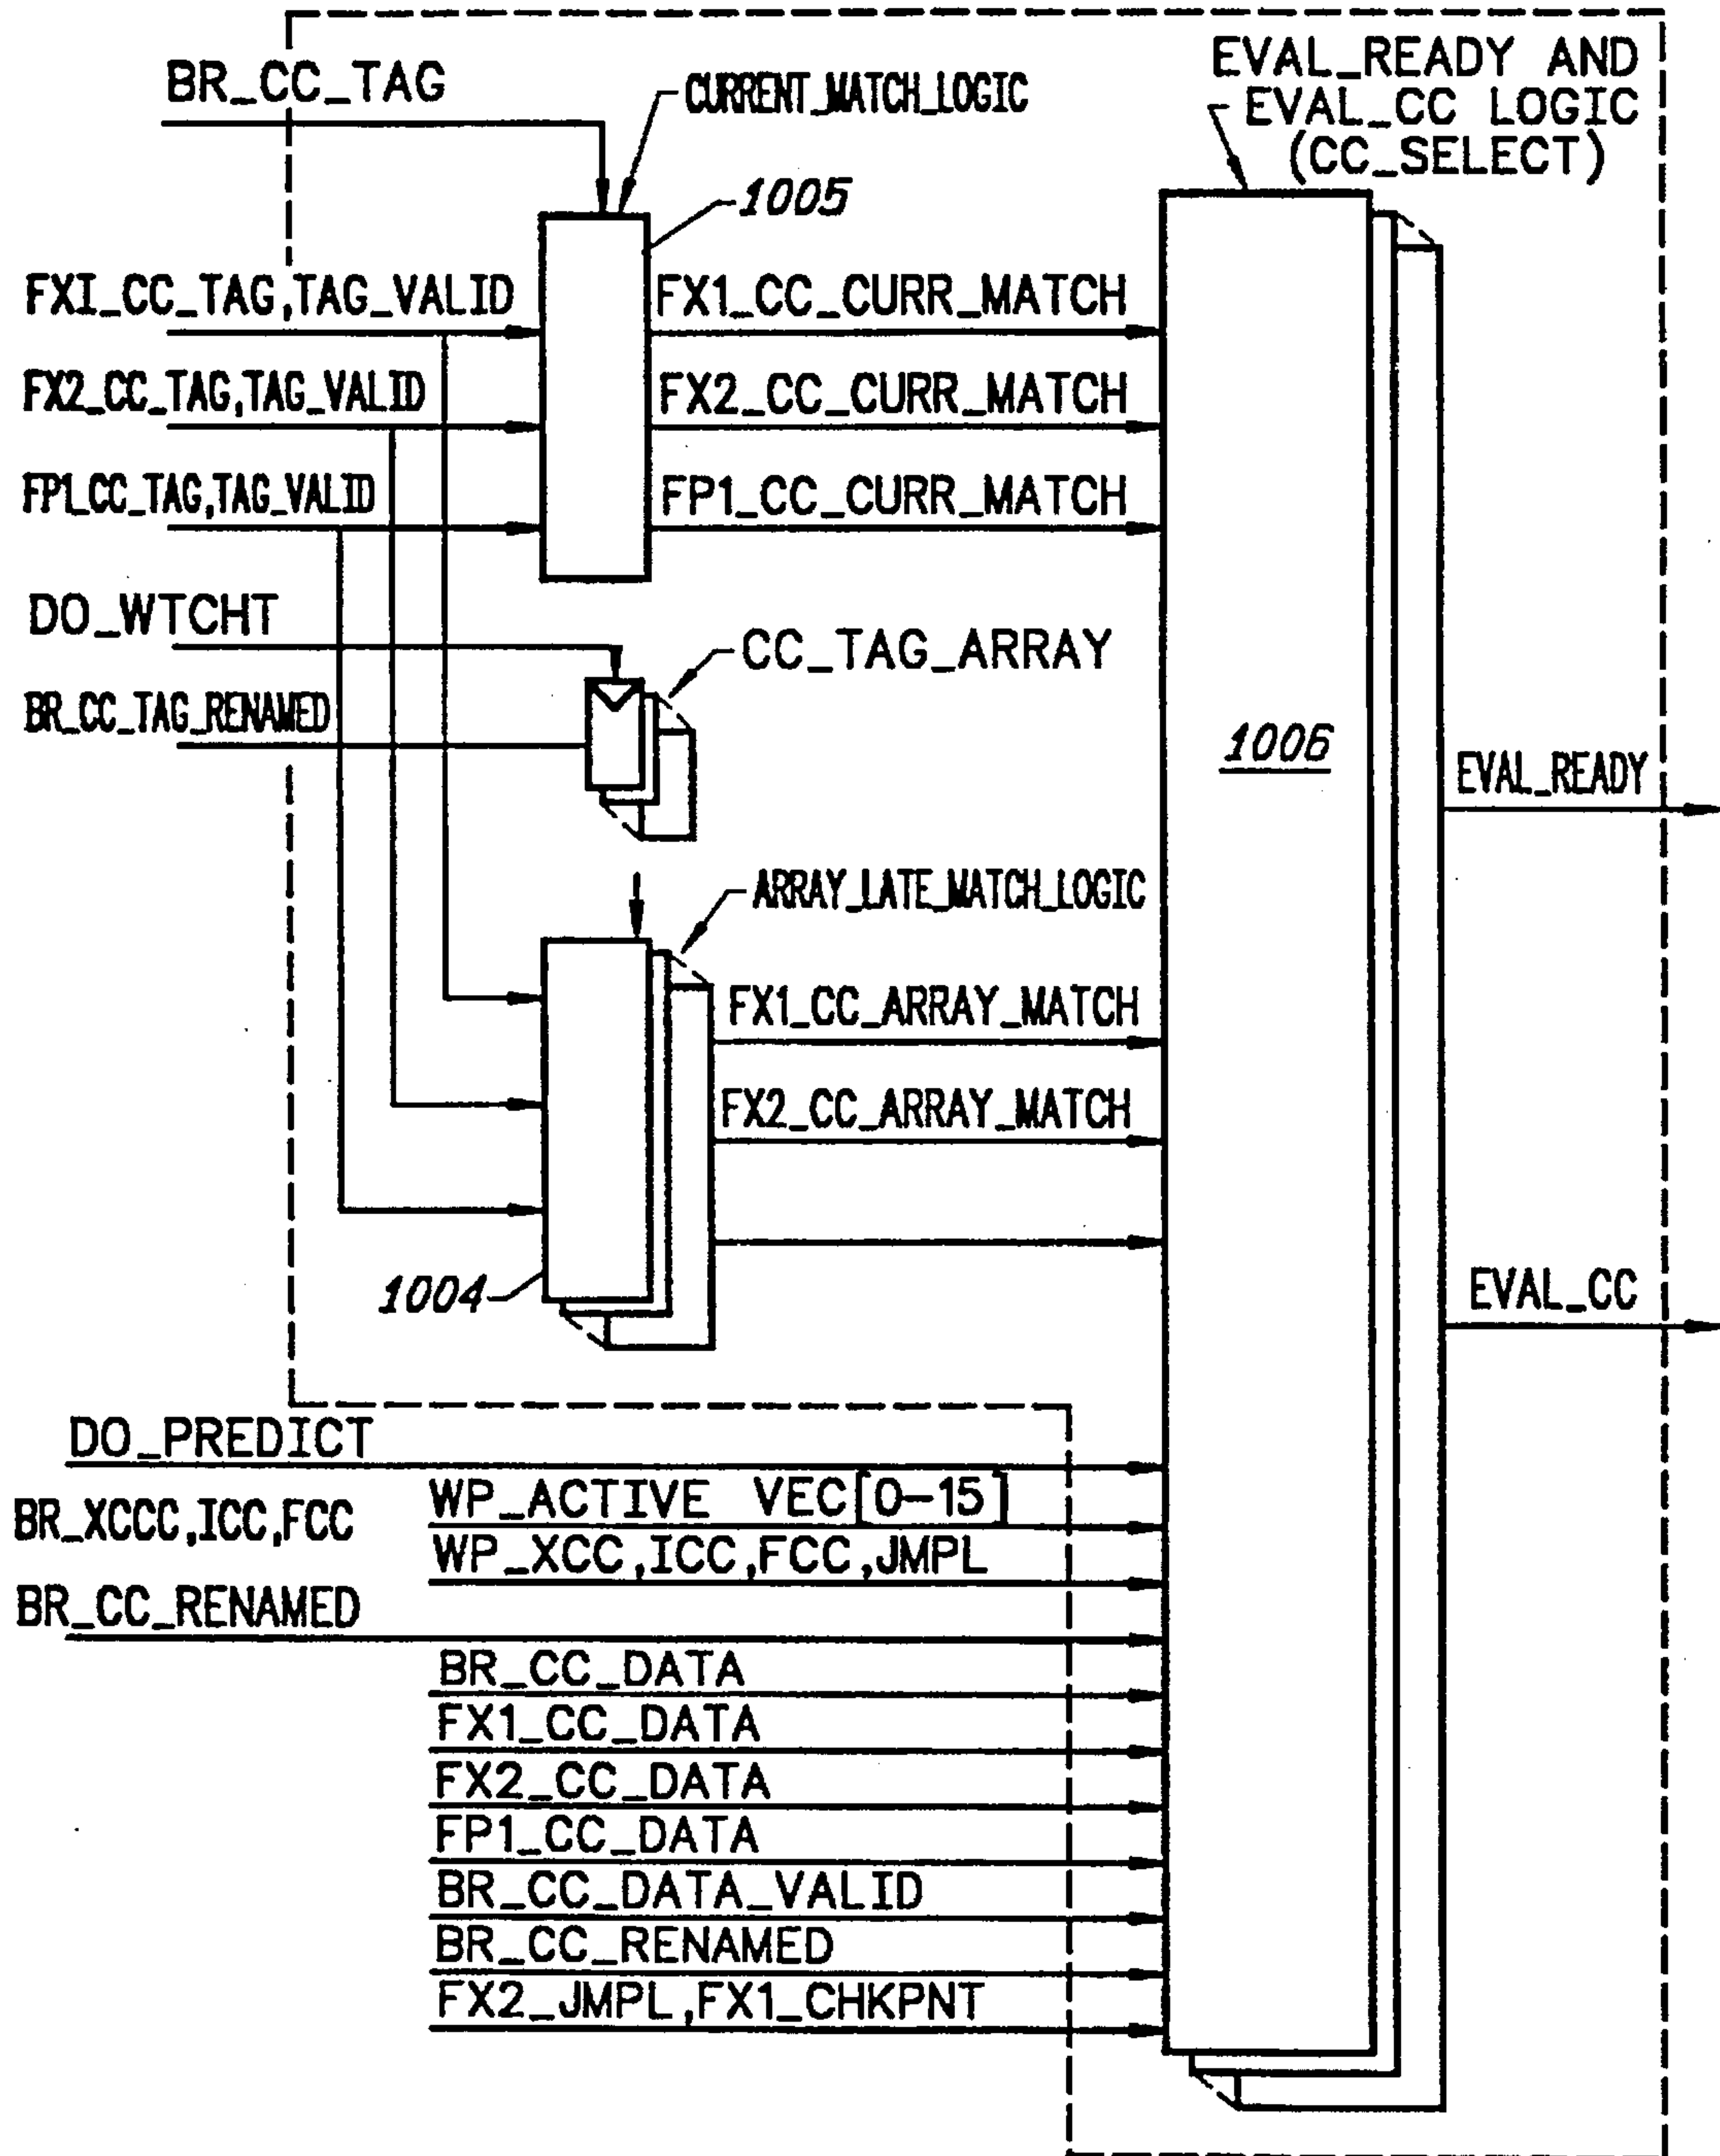 BR_CC_TAG
CURRENT_MATCH_LOGIC
EVAL_READY AND
EVAL_CC LOGIC
(CC_SELECT)
1005
FXI_CC_TAG,TAG_VALID
FX1_CC_CURR_MATCH
FX2_CC_TAG,TAG_VALID
FX2_CC_CURR_MATCH
FP1_CC_TAG,TAG_VALID
FP1_CC_CURR_MATCH
DO_WTCHT
CC_TAG_ARRAY
BR_CC_TAG_RENAMED
1006
EVAL_READY
ARRAY_LATE_MATCH_LOGIC
FX1_CC_ARRAY_MATCH
FX2_CC_ARRAY_MATCH
1004
EVAL_CC
DO_PREDICT
WP_ACTIVE VEC[0-15]
BR_XCCC,ICC,FCC
WP_XCC,ICC,FCC,JMPL
BR_CC_RENAMED
BR_CC_DATA
FX1_CC_DATA
FX2_CC_DATA
FP1_CC_DATA
BR_CC_DATA_VALID
BR_CC_RENAMED
FX2_JMPL,FX1_CHKPNT